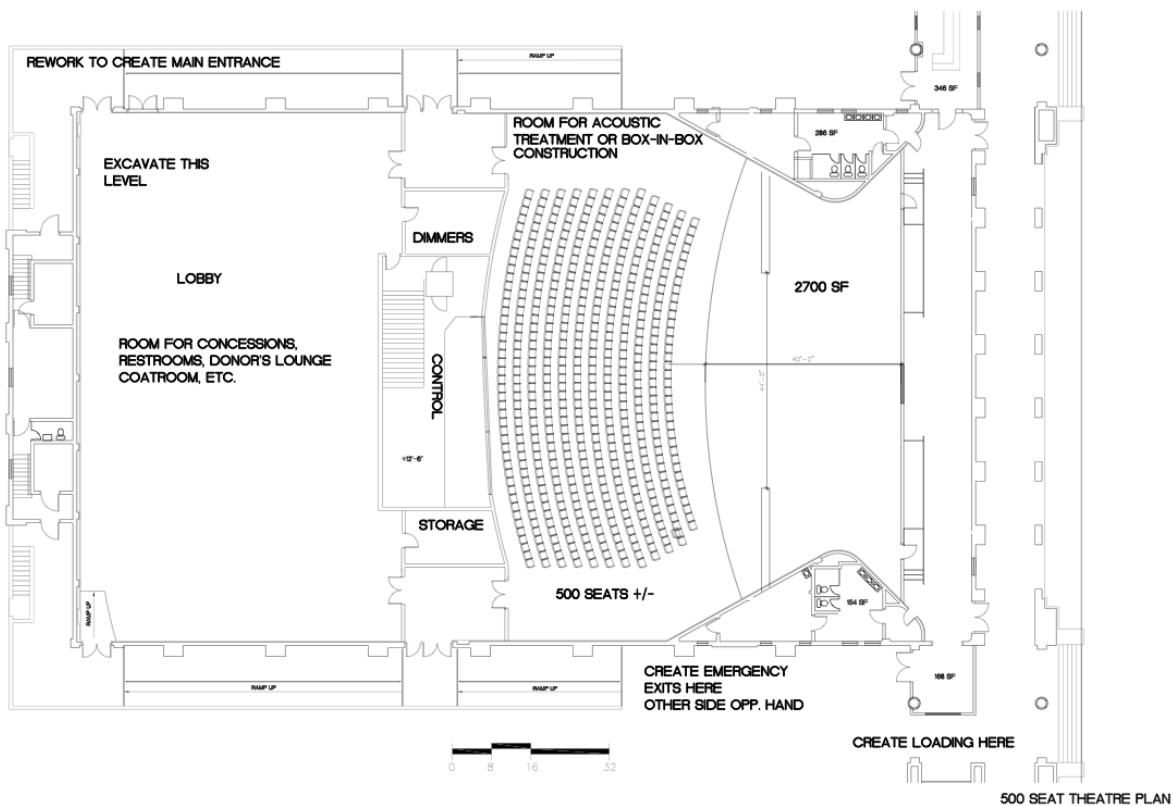 REWORK TO CREATE MAIN ENTRANCE
RAMP UP
346 SF
ROOM FOR ACOUSTIC
TREATMENT OR BOX-IN-BOX
CONSTRUCTION
286 SF
EXCAVATE THIS
LEVEL
DIMMERS
LOBBY
2700 SF
ROOM FOR CONCESSIONS,
RESTROOMS, DONOR'S LOUNGE
COATROOM, ETC.
CONTROL
40'-0"
44'-0"
+12'-6"
STORAGE
500 SEATS +/-
154 SF
RAMP UP
CREATE EMERGENCY
EXITS HERE
OTHER SIDE OPP. HAND
168 SF
RAMP UP
RAMP UP
CREATE LOADING HERE
0 8 16 32
500 SEAT THEATRE PLAN